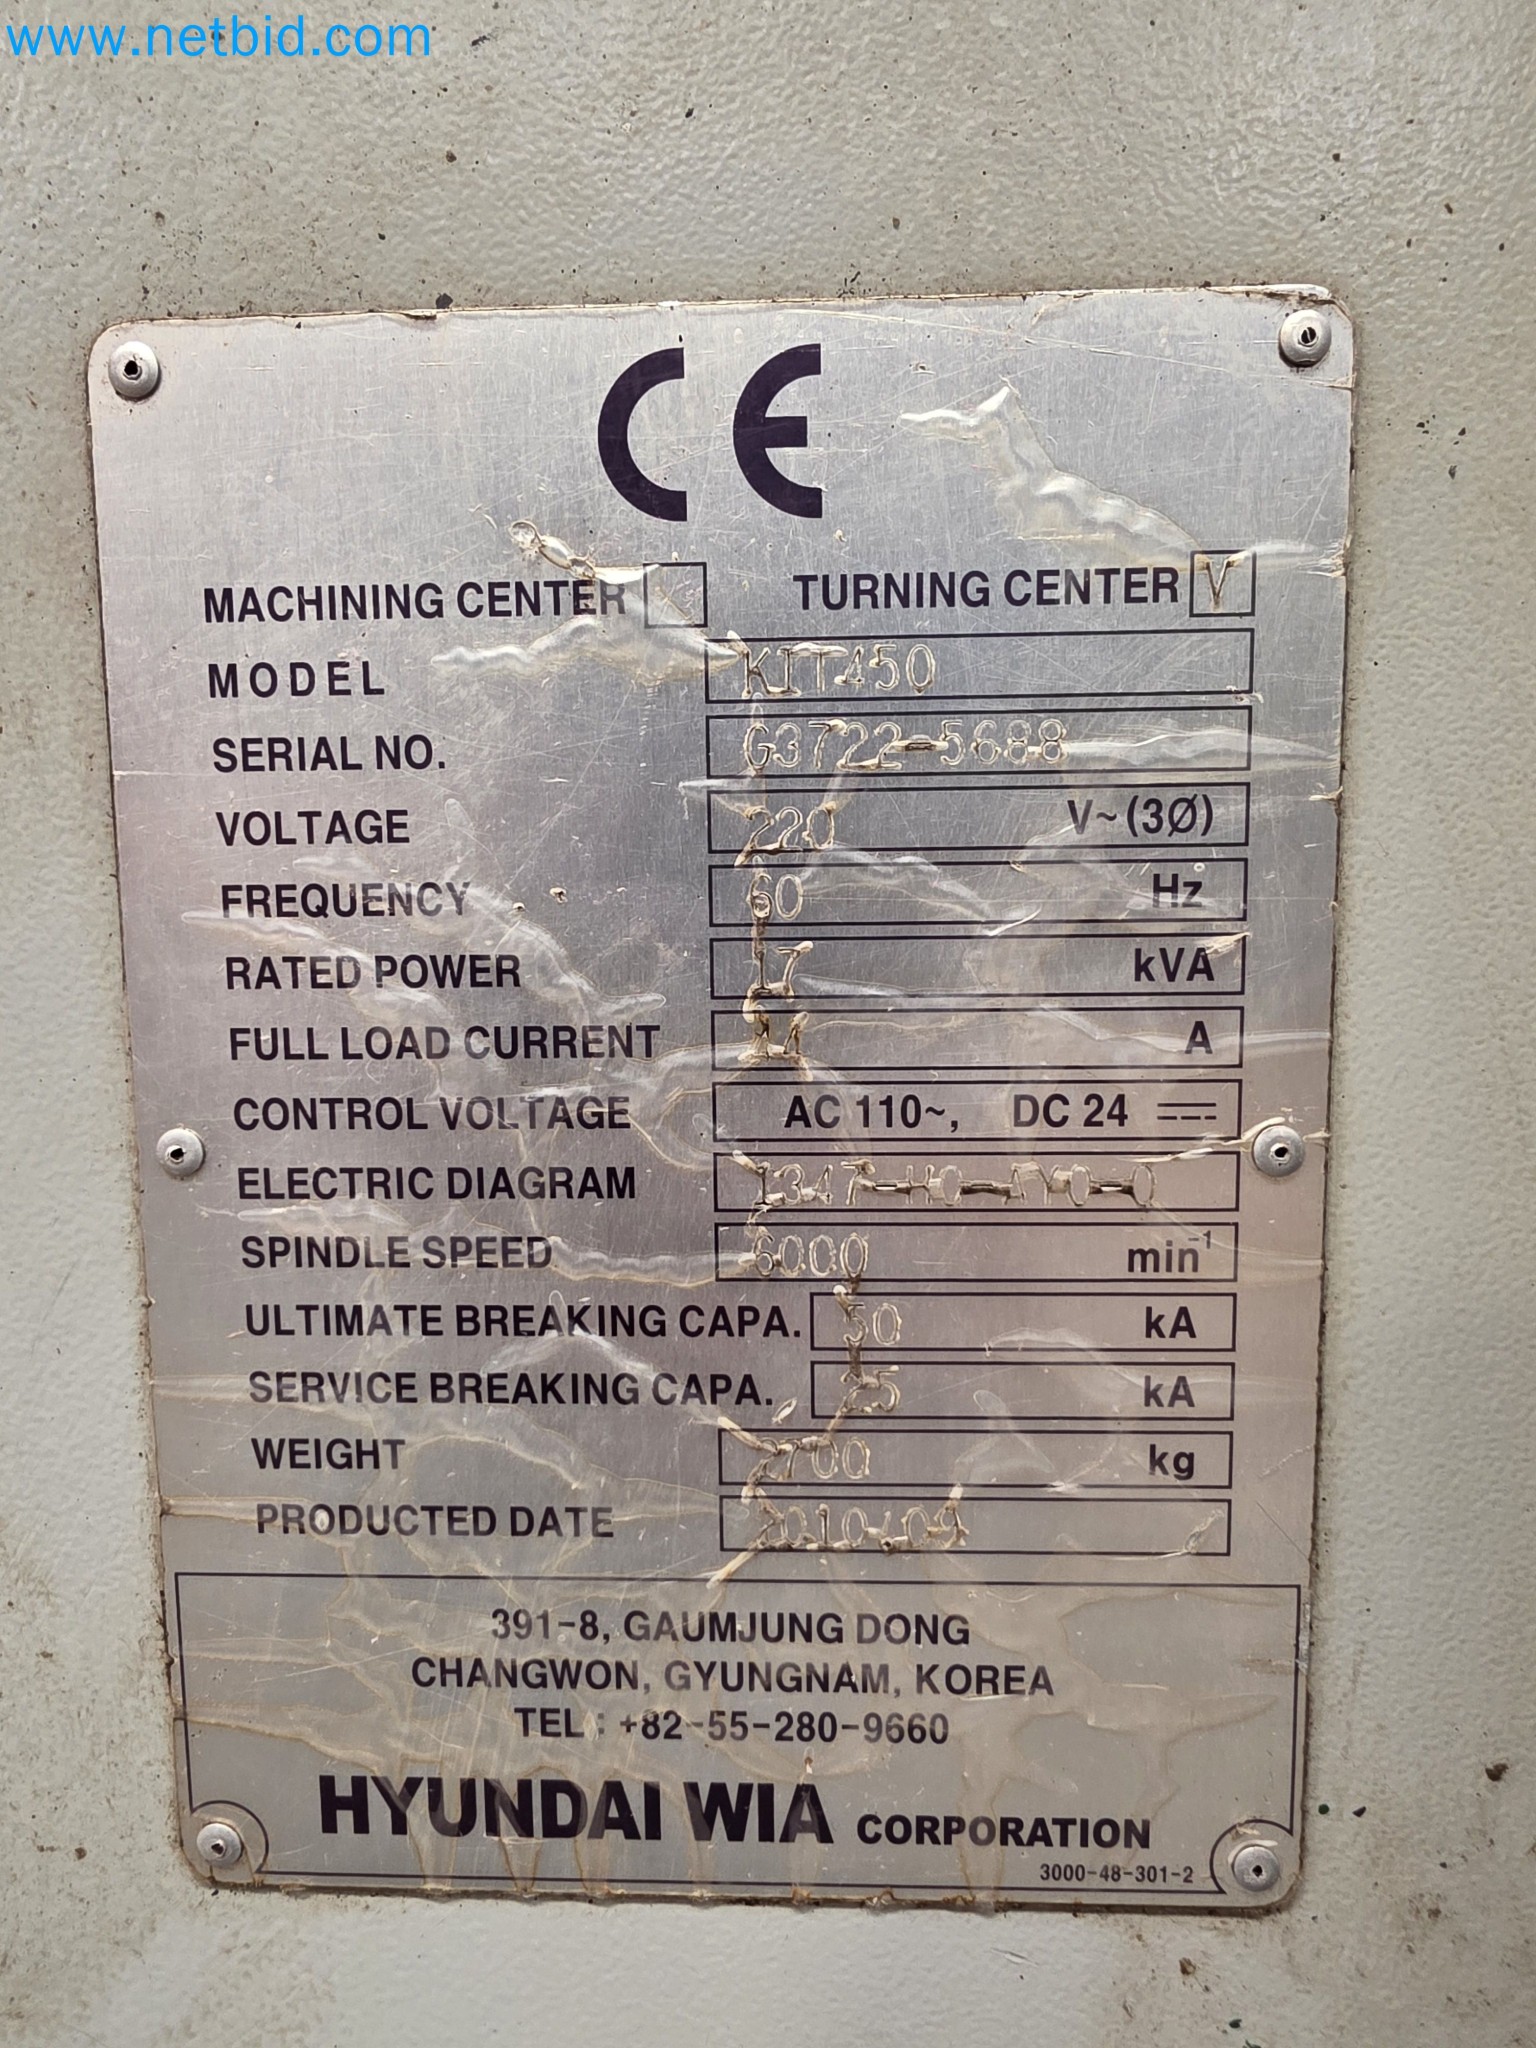 www.netbid.com
CE
MACHINING CENTER TURNING CENTER V
MODEL KIT450
SERIAL NO. G3722-5688
VOLTAGE 220 V~(3Ø)
FREQUENCY 60 Hz
RATED POWER 17 kVA
FULL LOAD CURRENT A
CONTROL VOLTAGE AC 110~, DC 24
ELECTRIC DIAGRAM
SPINDLE SPEED 6000 min⁻¹
ULTIMATE BREAKING CAPA. 50 kA
SERVICE BREAKING CAPA. 25 kA
WEIGHT 2700 kg
PRODUCTED DATE 2010/09
391-8, GAUMJUNG DONG
CHANGWON, GYUNGNAM, KOREA
TEL : +82-55-280-9660
HYUNDAI WIA CORPORATION
3000-48-301-2